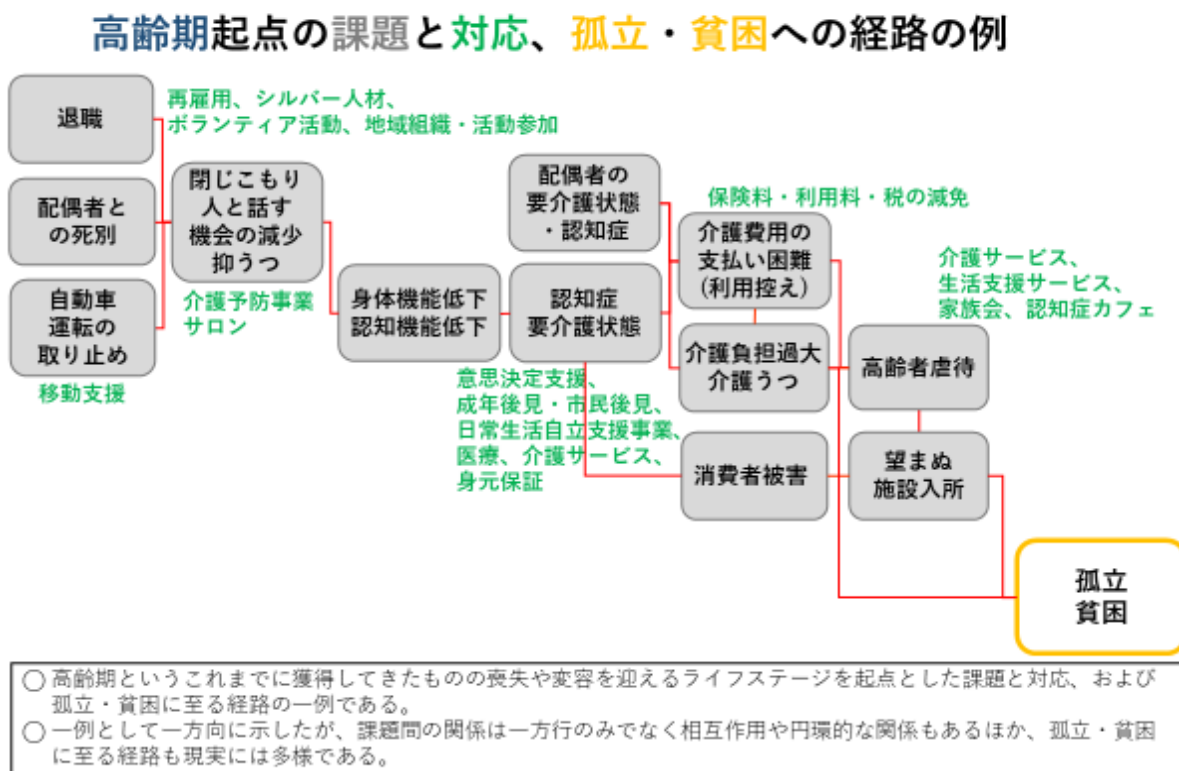 高齢期起点の課題と対応、孤立・貧困への経路の例
退職
再雇用、シルバー人材、
ボランティア活動、地域組織・活動参加
配偶者と
の死別
自動車
運転の
取り止め
移動支援
閉じこもり
人と話す
機会の減少
抑うつ
介護予防事業
サロン
身体機能低下
認知機能低下
配偶者の
要介護状態
・認知症
認知症
要介護状態
意思決定支援、
成年後見・市民後見、
日常生活自立支援事業、
医療、介護サービス、
身元保証
保険料・利用料・税の減免
介護費用の
支払い困難
(利用控え)
介護負担過大
介護うつ
消費者被害
介護サービス、
生活支援サービス、
家族会、認知症カフェ
高齢者虐待
望まぬ
施設入所
孤立
貧困
○ 高齢期というこれまでに獲得してきたものの喪失や変容を迎えるライフステージを起点とした課題と対応、および
孤立・貧困に至る経路の一例である。
○ 一例として一方向に示したが、課題間の関係は一方行のみでなく相互作用や円環的な関係もあるほか、孤立・貧困
に至る経路も現実には多様である。